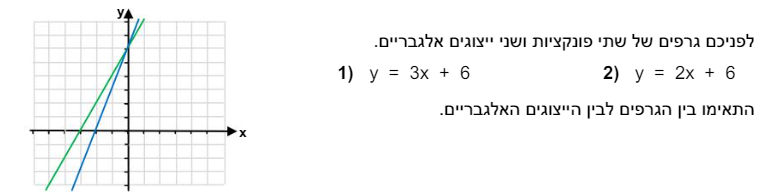 y
x
לפניכם גרפים של שתי פונקציות ושני ייצוגים אלגבריים.
1) y = 3x + 6
2) y = 2x + 6
התאימו בין הגרפים לבין הייצוגים האלגבריים.